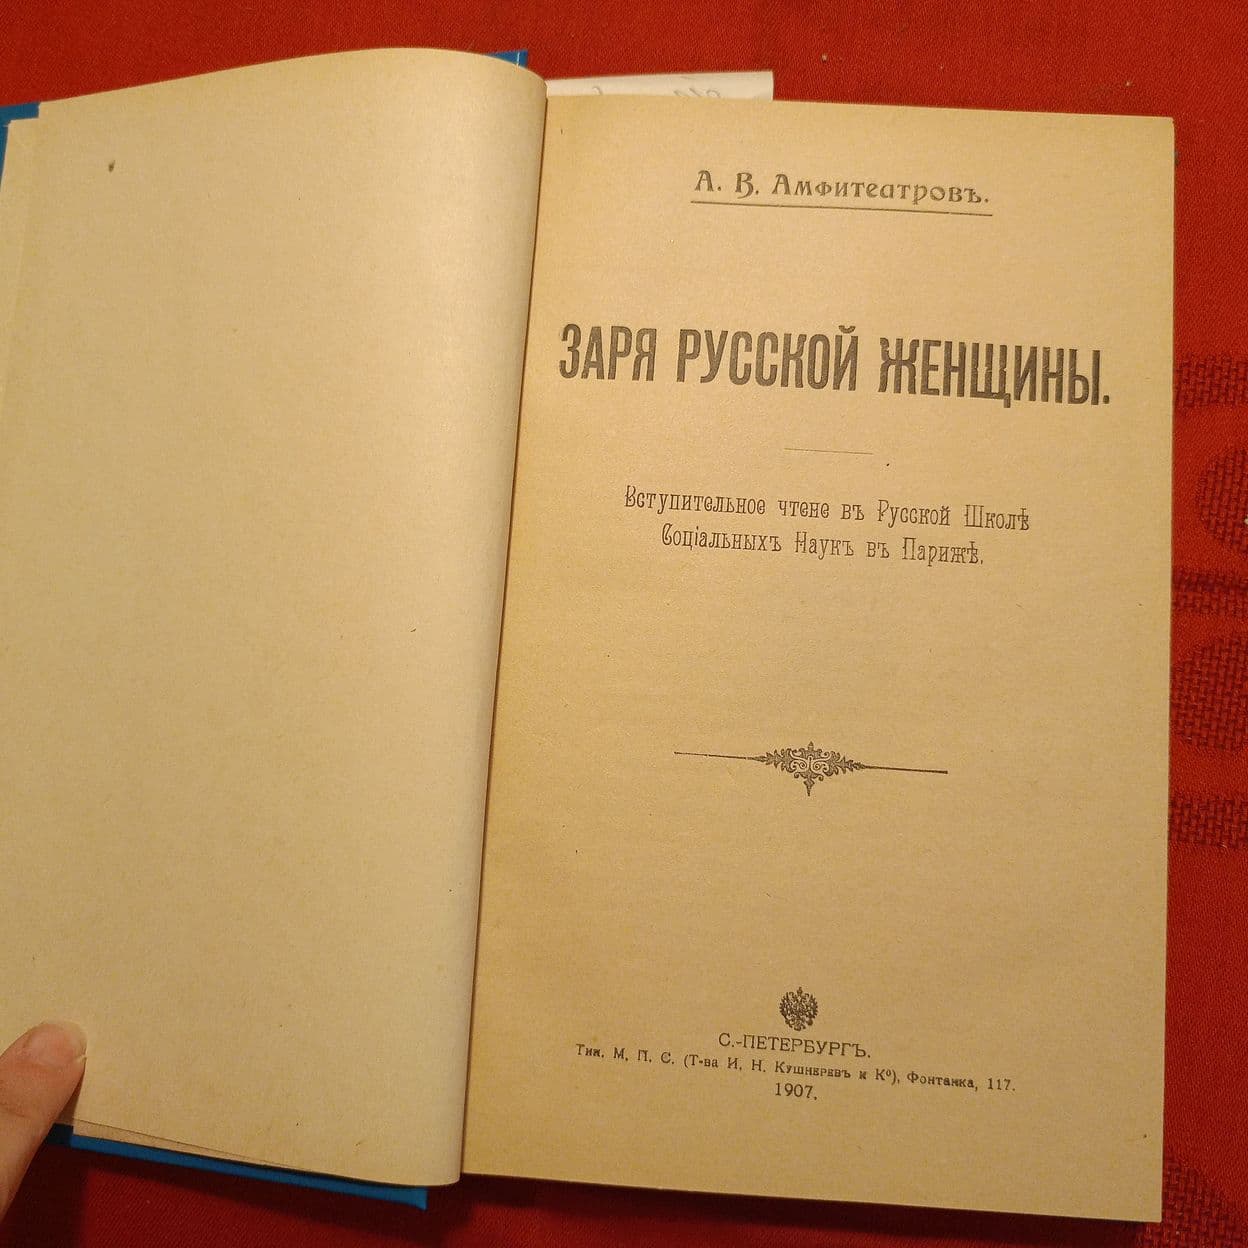 А. В. Амфитеатровъ.
ЗАРЯ РУССКОЙ ЖЕНЩИНЫ.
Вступительное чтене въ Русской Школѣ
Соціальныхъ Наукъ въ Парижѣ.
С.-ПЕТЕРБУРГЪ.
Тип. М. П. С. (Т-ва И. Н. Кушнеревъ и К⁰), Фонтанка, 117.
1907.